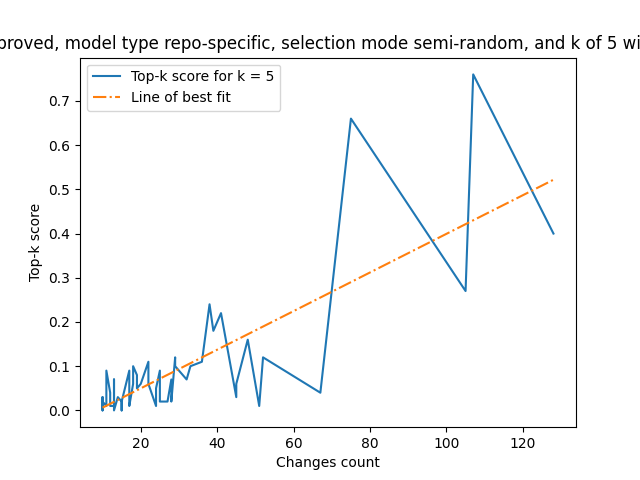 proved, model type repo-specific, selection mode semi-random, and k of 5 wi
Top-k score for k = 5
Line of best fit
Top-k score
0.7
0.6
0.5
0.4
0.3
0.2
0.1
0.0
20 40 60 80 100 120
Changes count